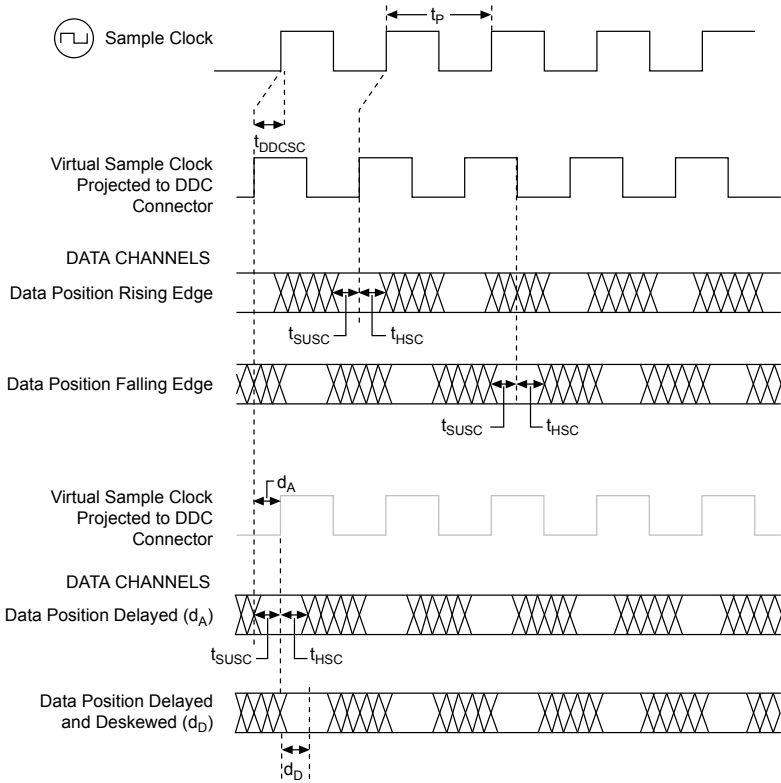 t_P
Sample Clock
t_DDCSC
Virtual Sample Clock
Projected to DDC
Connector
DATA CHANNELS
Data Position Rising Edge
t_SUSC
t_HSC
Data Position Falling Edge
t_SUSC
t_HSC
d_A
Virtual Sample Clock
Projected to DDC
Connector
DATA CHANNELS
Data Position Delayed (d_A)
t_SUSC
t_HSC
Data Position Delayed
and Deskewed (d_D)
d_D